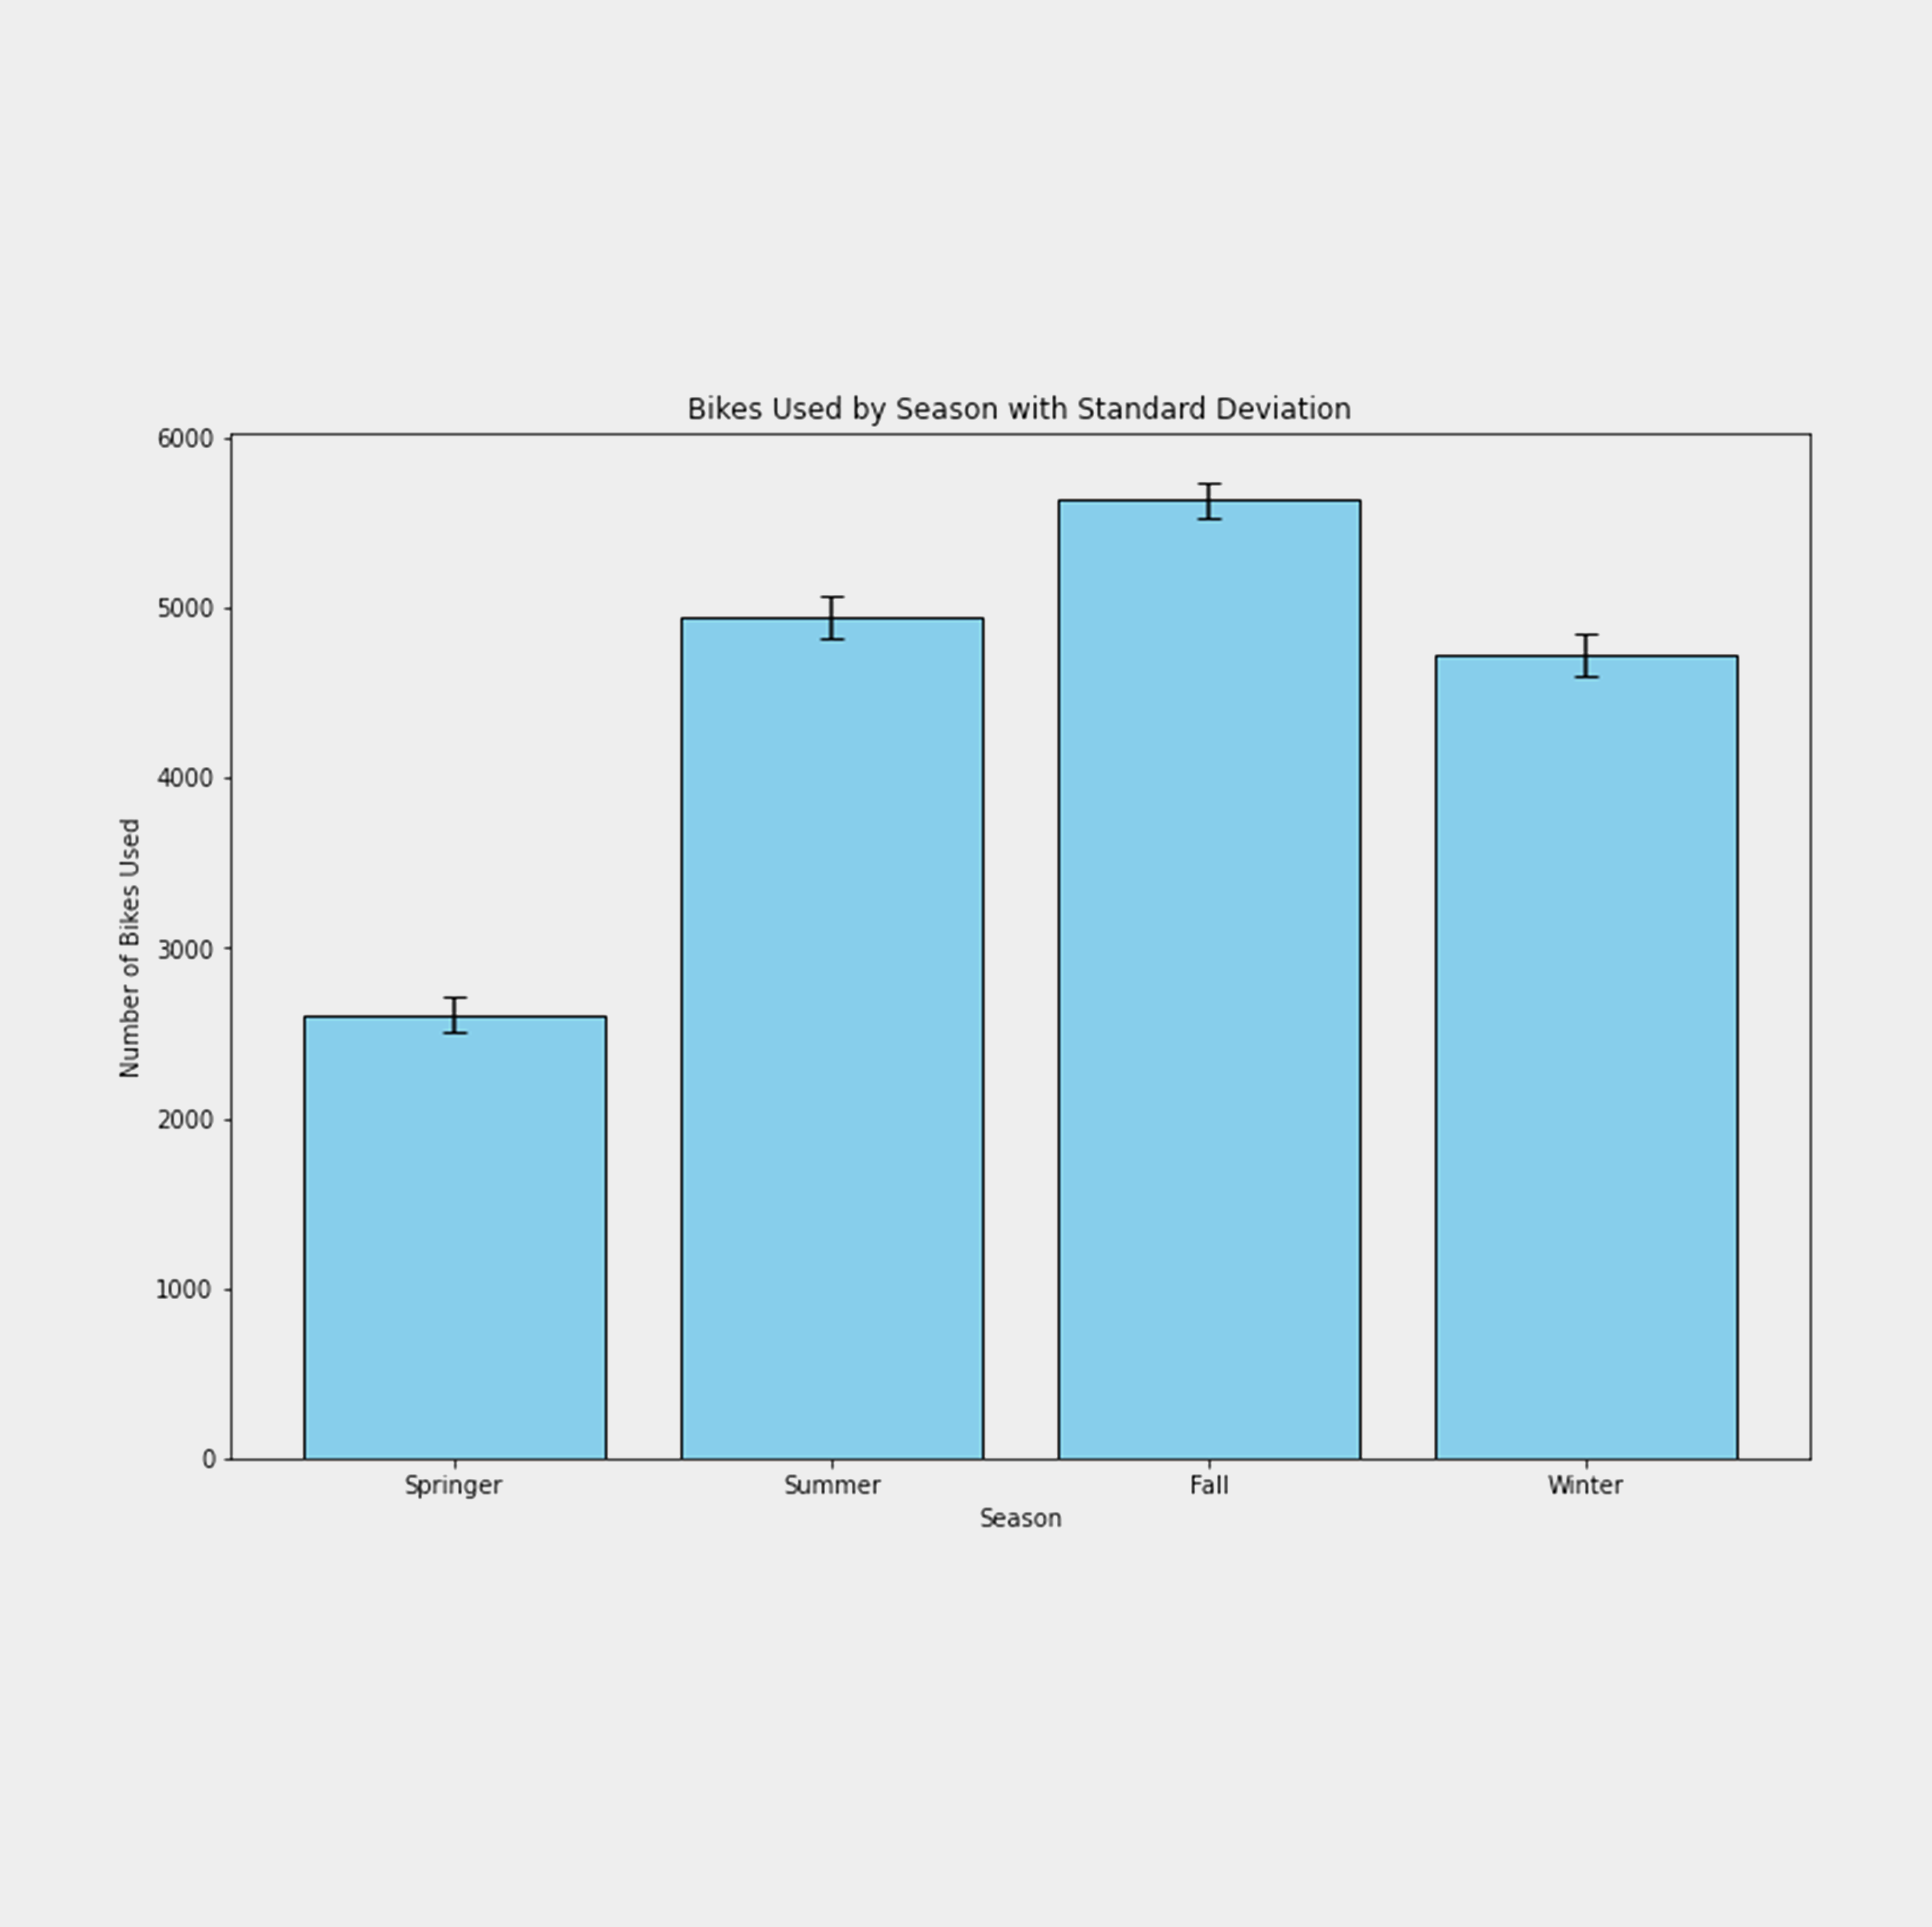 Bikes Used by Season with Standard Deviation
6000
5000
4000
3000
2000
1000
0
Number of Bikes Used
Springer Summer Fall Winter
Season